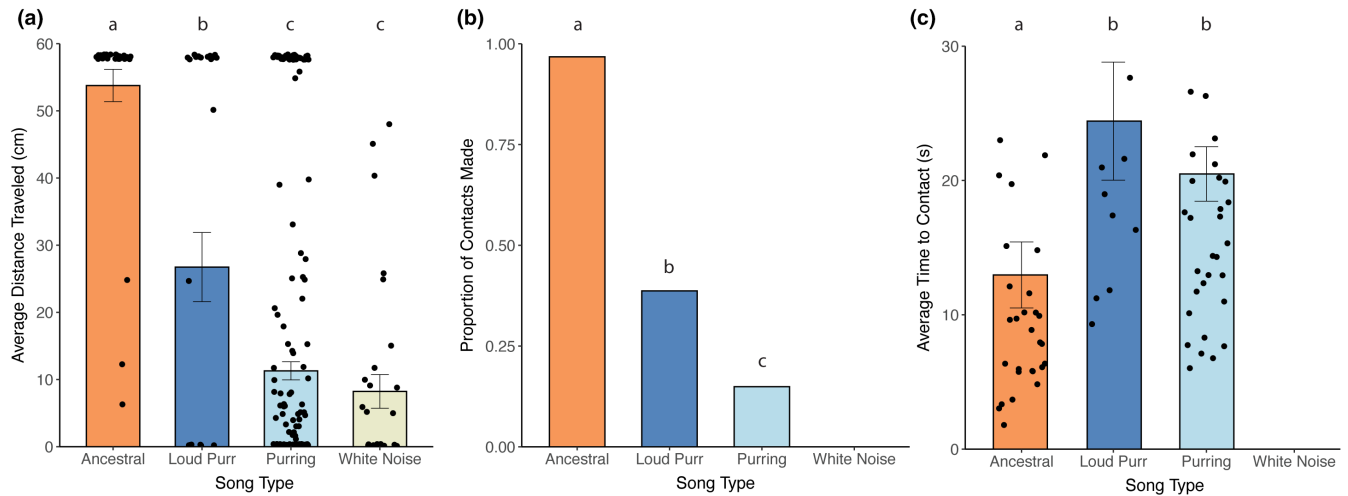 (a)
a b c c
60
50
40
30
20
10
0
Average Distance Traveled (cm)
Ancestral Loud Purr Purring White Noise
Song Type
(b)
a
b
c
1.00
0.75
0.50
0.25
0.00
Proportion of Contacts Made
Ancestral Loud Purr Purring White Noise
Song Type
(c)
a b b
30
20
10
0
Average Time to Contact (s)
Ancestral Loud Purr Purring White Noise
Song Type